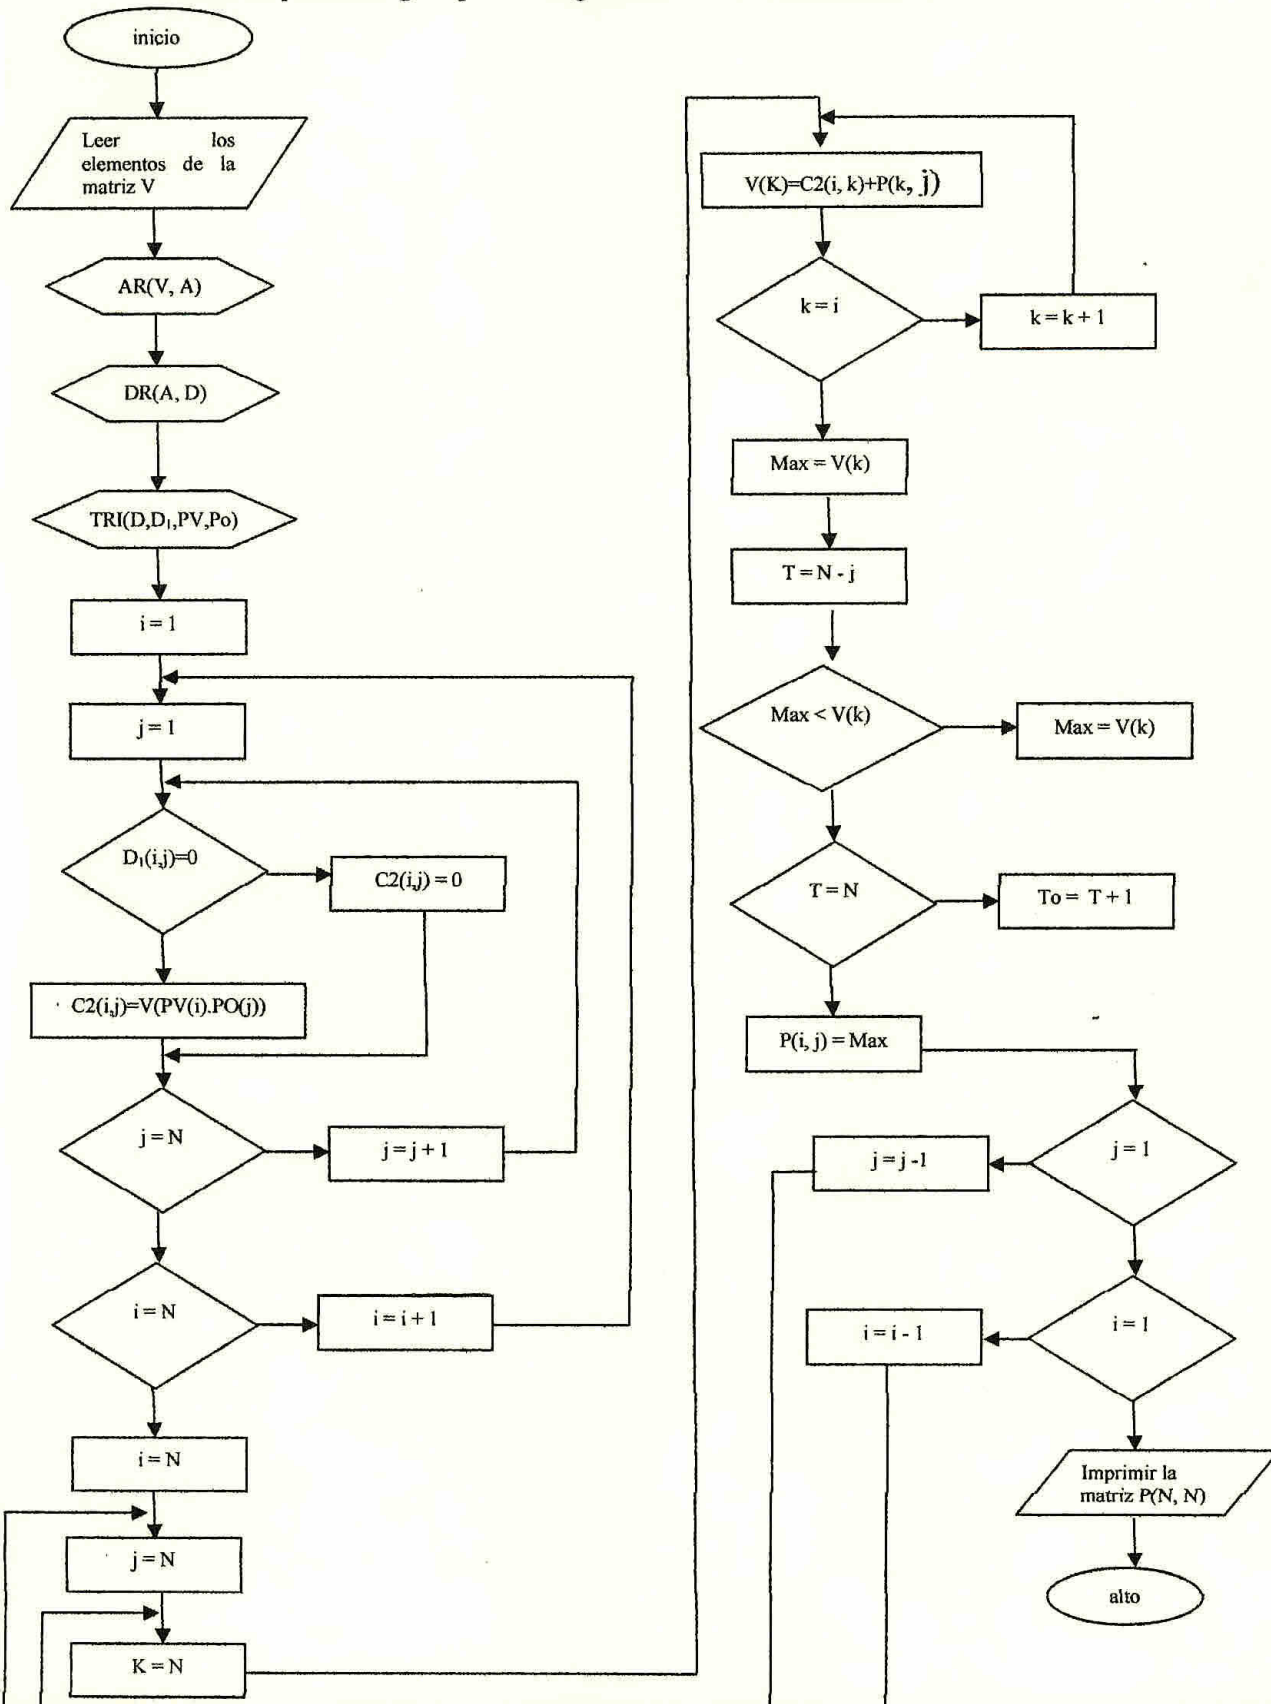 inicio
Leer los
elementos de la
matriz V
AR(V, A)
DR(A, D)
TRI(D,D₁,PV,Po)
i = 1
j = 1
D₁(i,j)=0
C2(i,j) = 0
C2(i,j)=V(PV(i).PO(j))
j = N
j = j + 1
i = N
i = i + 1
i = N
j = N
K = N
V(K)=C2(i, k)+P(k, j)
k = i
k = k + 1
Max = V(k)
T = N - j
Max < V(k)
Max = V(k)
T = N
To = T + 1
P(i, j) = Max
j = 1
j = j -1
i = 1
i = i - 1
Imprimir la
matriz P(N, N)
alto